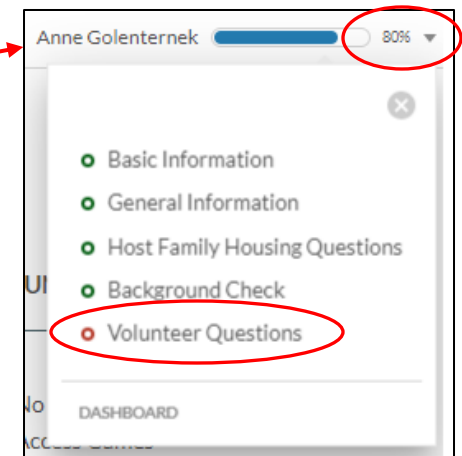 Anne Golenternek 80%
Basic Information
General Information
Host Family Housing Questions
Background Check
Volunteer Questions
DASHBOARD